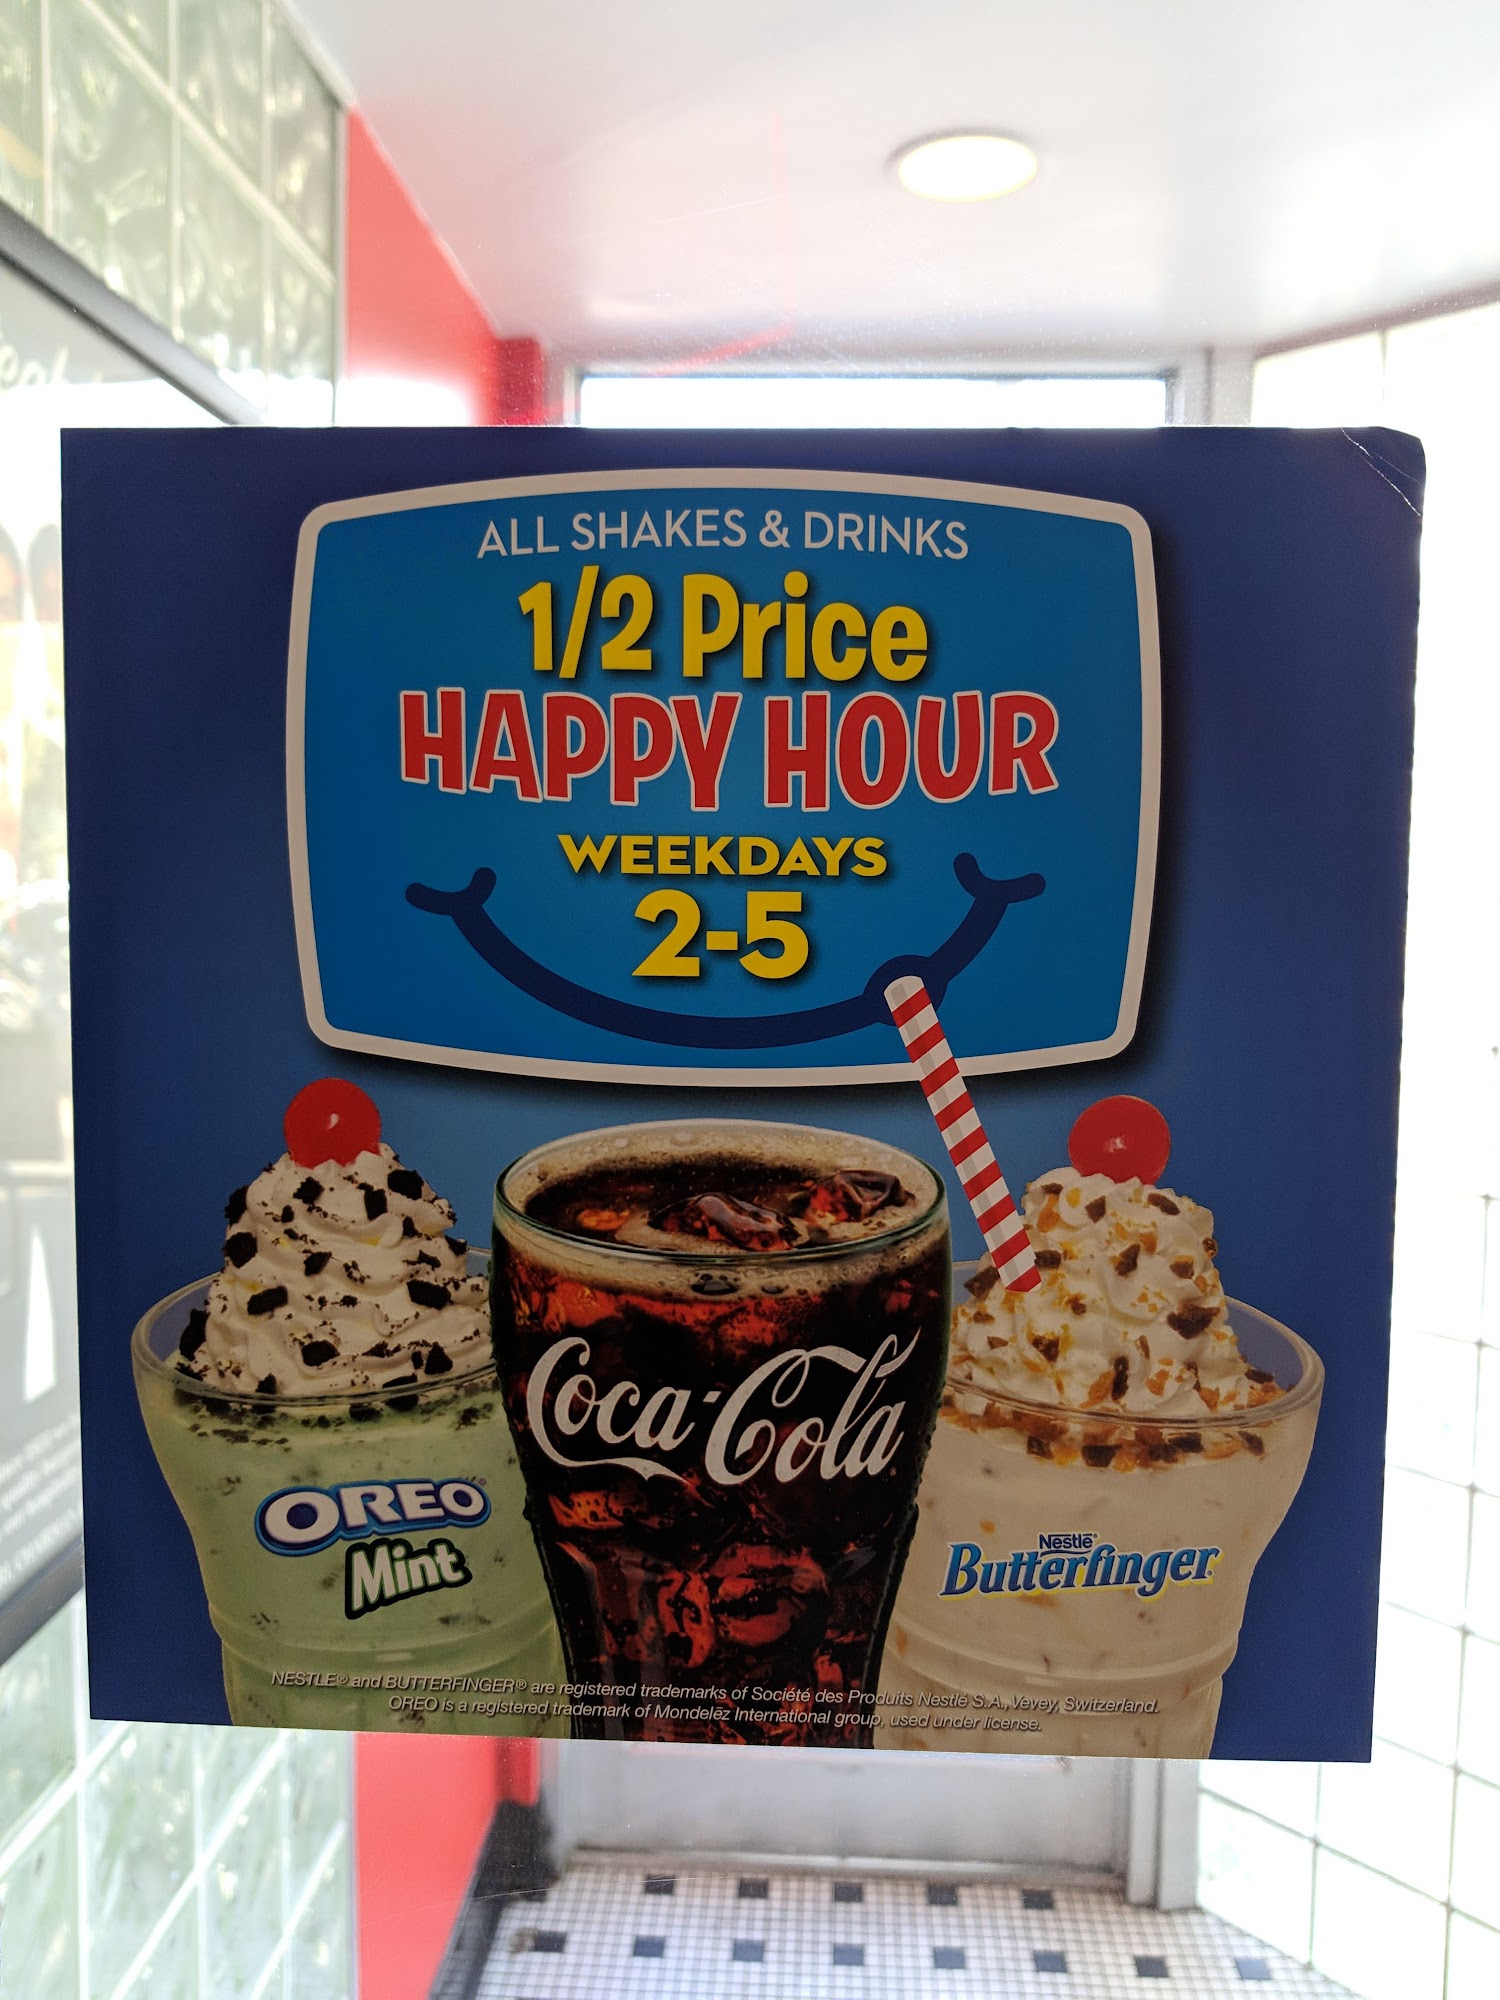 ALL SHAKES & DRINKS
1/2 Price
HAPPY HOUR
WEEKDAYS
2-5
Coca-Cola
OREO
Mint
Nestlē
Butterfinger
NESTLE® and BUTTERFINGER® are registered trademarks of Société des Produits Nestlé S.A., Vevey, Switzerland.
OREO is a registered trademark of Mondelēz International group, used under license.